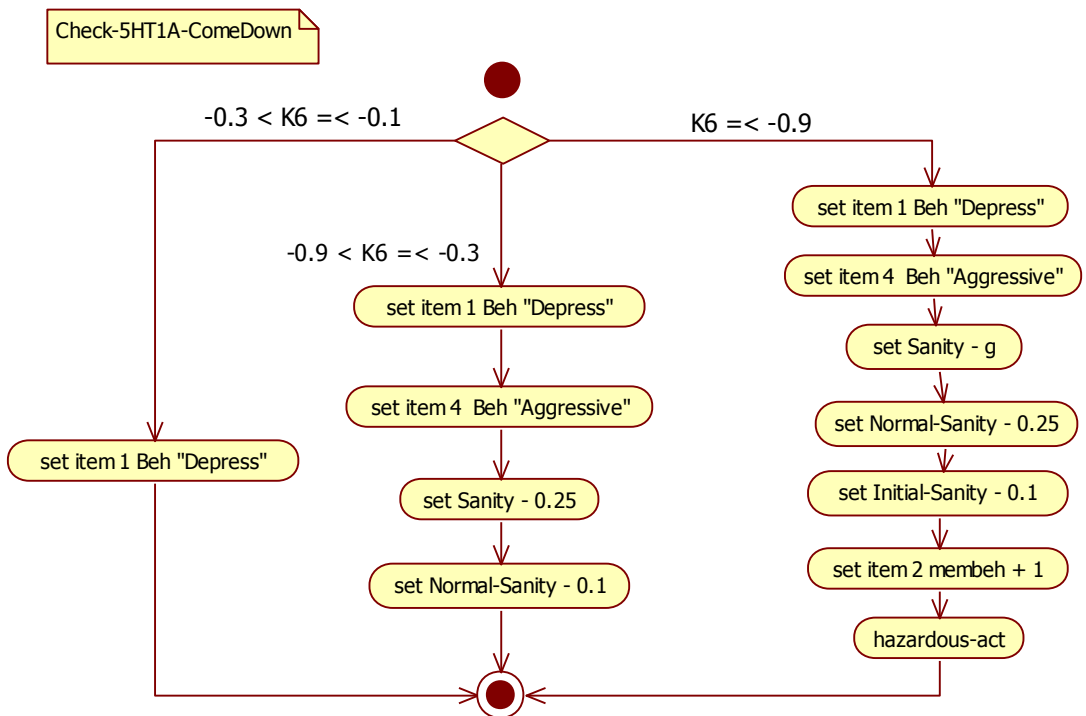 Check-5HT1A-ComeDown
-0.3 < K6 =< -0.1
K6 =< -0.9
-0.9 < K6 =< -0.3
set item 1 Beh "Depress"
set item 1 Beh "Depress"
set item 4 Beh "Aggressive"
set Sanity - 0.25
set Normal-Sanity - 0.1
set item 1 Beh "Depress"
set item 4 Beh "Aggressive"
set Sanity - g
set Normal-Sanity - 0.25
set Initial-Sanity - 0.1
set item 2 membeh + 1
hazardous-act